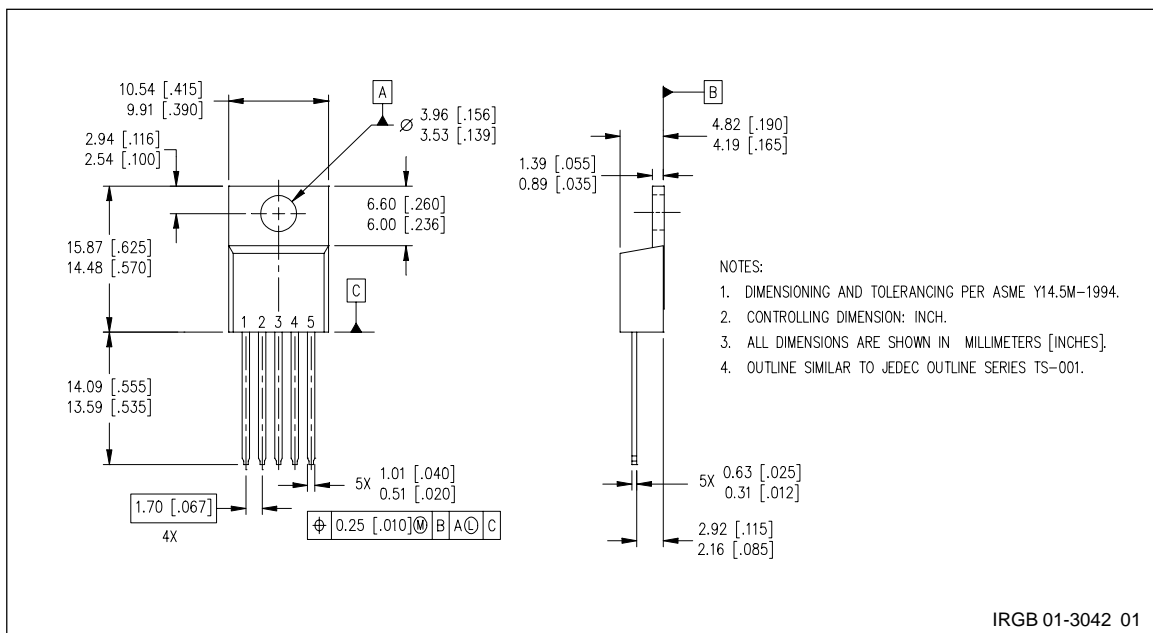 10.54 [.415]
9.91 [.390]
A
B
Ø 3.96 [.156]
3.53 [.139]
4.82 [.190]
4.19 [.165]
2.94 [.116]
2.54 [.100]
1.39 [.055]
0.89 [.035]
6.60 [.260]
6.00 [.236]
15.87 [.625]
14.48 [.570]
C
1 2 3 4 5
NOTES:
1. DIMENSIONING AND TOLERANCING PER ASME Y14.5M-1994.
2. CONTROLLING DIMENSION: INCH.
3. ALL DIMENSIONS ARE SHOWN IN MILLIMETERS [INCHES].
4. OUTLINE SIMILAR TO JEDEC OUTLINE SERIES TS-001.
14.09 [.555]
13.59 [.535]
5X 1.01 [.040]
0.51 [.020]
5X 0.63 [.025]
0.31 [.012]
1.70 [.067]
4X
⌖ 0.25 [.010]Ⓜ B AⓁ C
2.92 [.115]
2.16 [.085]
IRGB 01-3042 01